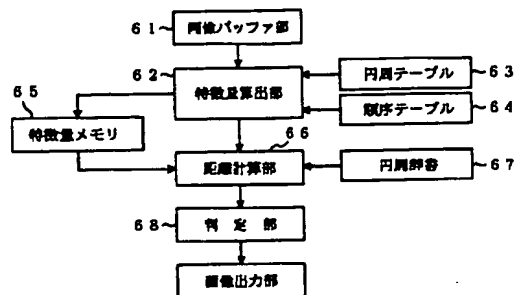 61
画像バッファ部
62
特徴量算出部
円周テーブル
63
順序テーブル
64
65
特徴量メモリ
66
距離計算部
円周辞書
67
68
判定部
画像出力部